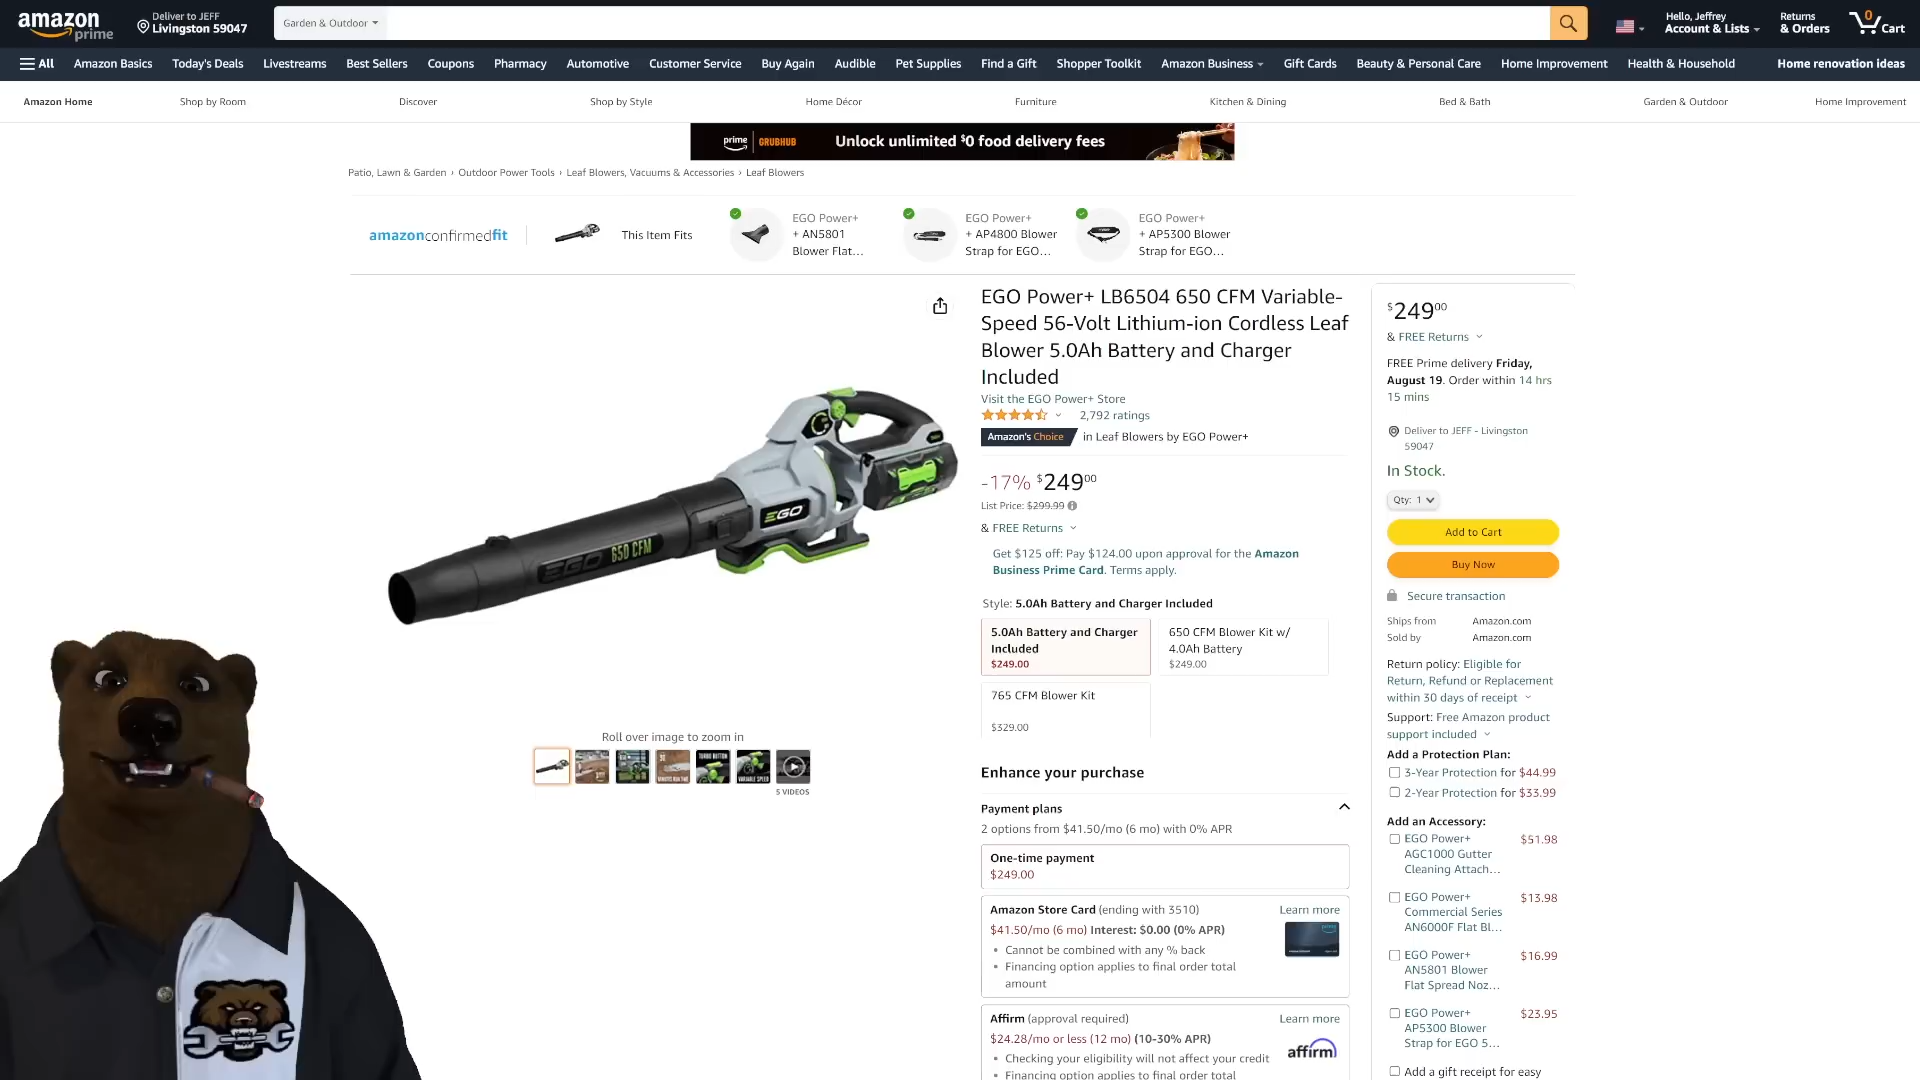 amazon
prime
Deliver to JEFF
Livingston 59047
Garden & Outdoor
Hello, Jeffrey
Account & Lists
Returns
& Orders
0
Cart
All
Amazon Basics
Today's Deals
Livestreams
Best Sellers
Coupons
Pharmacy
Automotive
Customer Service
Buy Again
Audible
Pet Supplies
Find a Gift
Shopper Toolkit
Amazon Business
Gift Cards
Beauty & Personal Care
Home Improvement
Health & Household
Home renovation ideas
Amazon Home
Shop by Room
Discover
Shop by Style
Home Décor
Furniture
Kitchen & Dining
Bed & Bath
Garden & Outdoor
Home Improvement
prime
GRUBHUB
Unlock unlimited $0 food delivery fees
Patio, Lawn & Garden › Outdoor Power Tools › Leaf Blowers, Vacuums & Accessories › Leaf Blowers
amazonconfirmedfit
This Item Fits
EGO Power+
+ AN5801
Blower Flat...
EGO Power+
+ AP4800 Blower
Strap for EGO...
EGO Power+
+ AP5300 Blower
Strap for EGO...
EGO
EGO 650 CFM
Roll over image to zoom in
TURBO BUTTON
VARIABLE SPEED
5 VIDEOS
EGO Power+ LB6504 650 CFM Variable-
Speed 56-Volt Lithium-ion Cordless Leaf
Blower 5.0Ah Battery and Charger
Included
Visit the EGO Power+ Store
2,792 ratings
Amazon's Choice in Leaf Blowers by EGO Power+
-17% $24900
List Price: $299.99
& FREE Returns
Get $125 off: Pay $124.00 upon approval for the Amazon
Business Prime Card. Terms apply.
Style: 5.0Ah Battery and Charger Included
5.0Ah Battery and Charger
Included
$249.00
650 CFM Blower Kit w/
4.0Ah Battery
$249.00
765 CFM Blower Kit
$329.00
Enhance your purchase
Payment plans
2 options from $41.50/mo (6 mo) with 0% APR
One-time payment
$249.00
Amazon Store Card (ending with 3510)
Learn more
$41.50/mo (6 mo) Interest: $0.00 (0% APR)
• Cannot be combined with any % back
• Financing option applies to final order total
amount
Affirm (approval required)
Learn more
$24.28/mo or less (12 mo) (10-30% APR)
affirm
• Checking your eligibility will not affect your credit
• Financing option applies to final order total
$24900
& FREE Returns
FREE Prime delivery Friday,
August 19. Order within 14 hrs
15 mins
Deliver to JEFF - Livingston
59047
In Stock.
Qty: 1
Add to Cart
Buy Now
Secure transaction
Ships from Amazon.com
Sold by Amazon.com
Return policy: Eligible for
Return, Refund or Replacement
within 30 days of receipt
Support: Free Amazon product
support included
Add a Protection Plan:
3-Year Protection for $44.99
2-Year Protection for $33.99
Add an Accessory:
EGO Power+ $51.98
AGC1000 Gutter
Cleaning Attach...
EGO Power+ $13.98
Commercial Series
AN6000F Flat Bl...
EGO Power+ $16.99
AN5801 Blower
Flat Spread Noz...
EGO Power+ $23.95
AP5300 Blower
Strap for EGO 5...
Add a gift receipt for easy